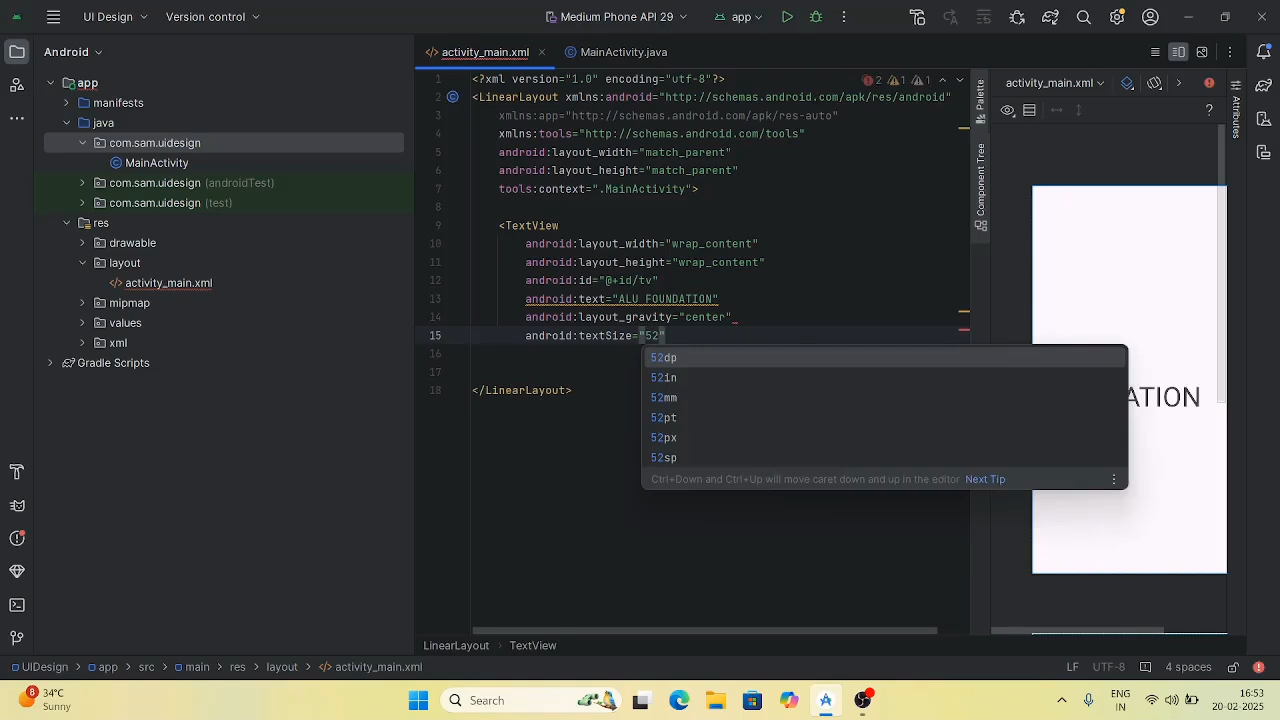 UI Design
Version control
Medium Phone API 29
app
Android
activity_main.xml
MainActivity.java
app
manifests
java
com.sam.uidesign
MainActivity
com.sam.uidesign (androidTest)
com.sam.uidesign (test)
res
drawable
layout
activity_main.xml
mipmap
values
xml
Gradle Scripts
2 1 1
1 <?xml version="1.0" encoding="utf-8"?>
2 <LinearLayout xmlns:android="http://schemas.android.com/apk/res/android"
3 xmlns:app="http://schemas.android.com/apk/res-auto"
4 xmlns:tools="http://schemas.android.com/tools"
5 android:layout_width="match_parent"
6 android:layout_height="match_parent"
7 tools:context=".MainActivity">
8
9 <TextView
10 android:layout_width="wrap_content"
11 android:layout_height="wrap_content"
12 android:id="@+id/tv"
13 android:text="ALU FOUNDATION"
14 android:layout_gravity="center"
15 android:textSize="52"
16
17
18 </LinearLayout>
52dp
52in
52mm
52pt
52px
52sp
Ctrl+Down and Ctrl+Up will move caret down and up in the editor Next Tip
Palette
Component Tree
activity_main.xml
?
Attributes
ATION
LinearLayout > TextView
UIDesign > app > src > main > res > layout > activity_main.xml
LF UTF-8 4 spaces
8
34°C
Sunny
Search
ENG
IN
16:53
20-02-2025